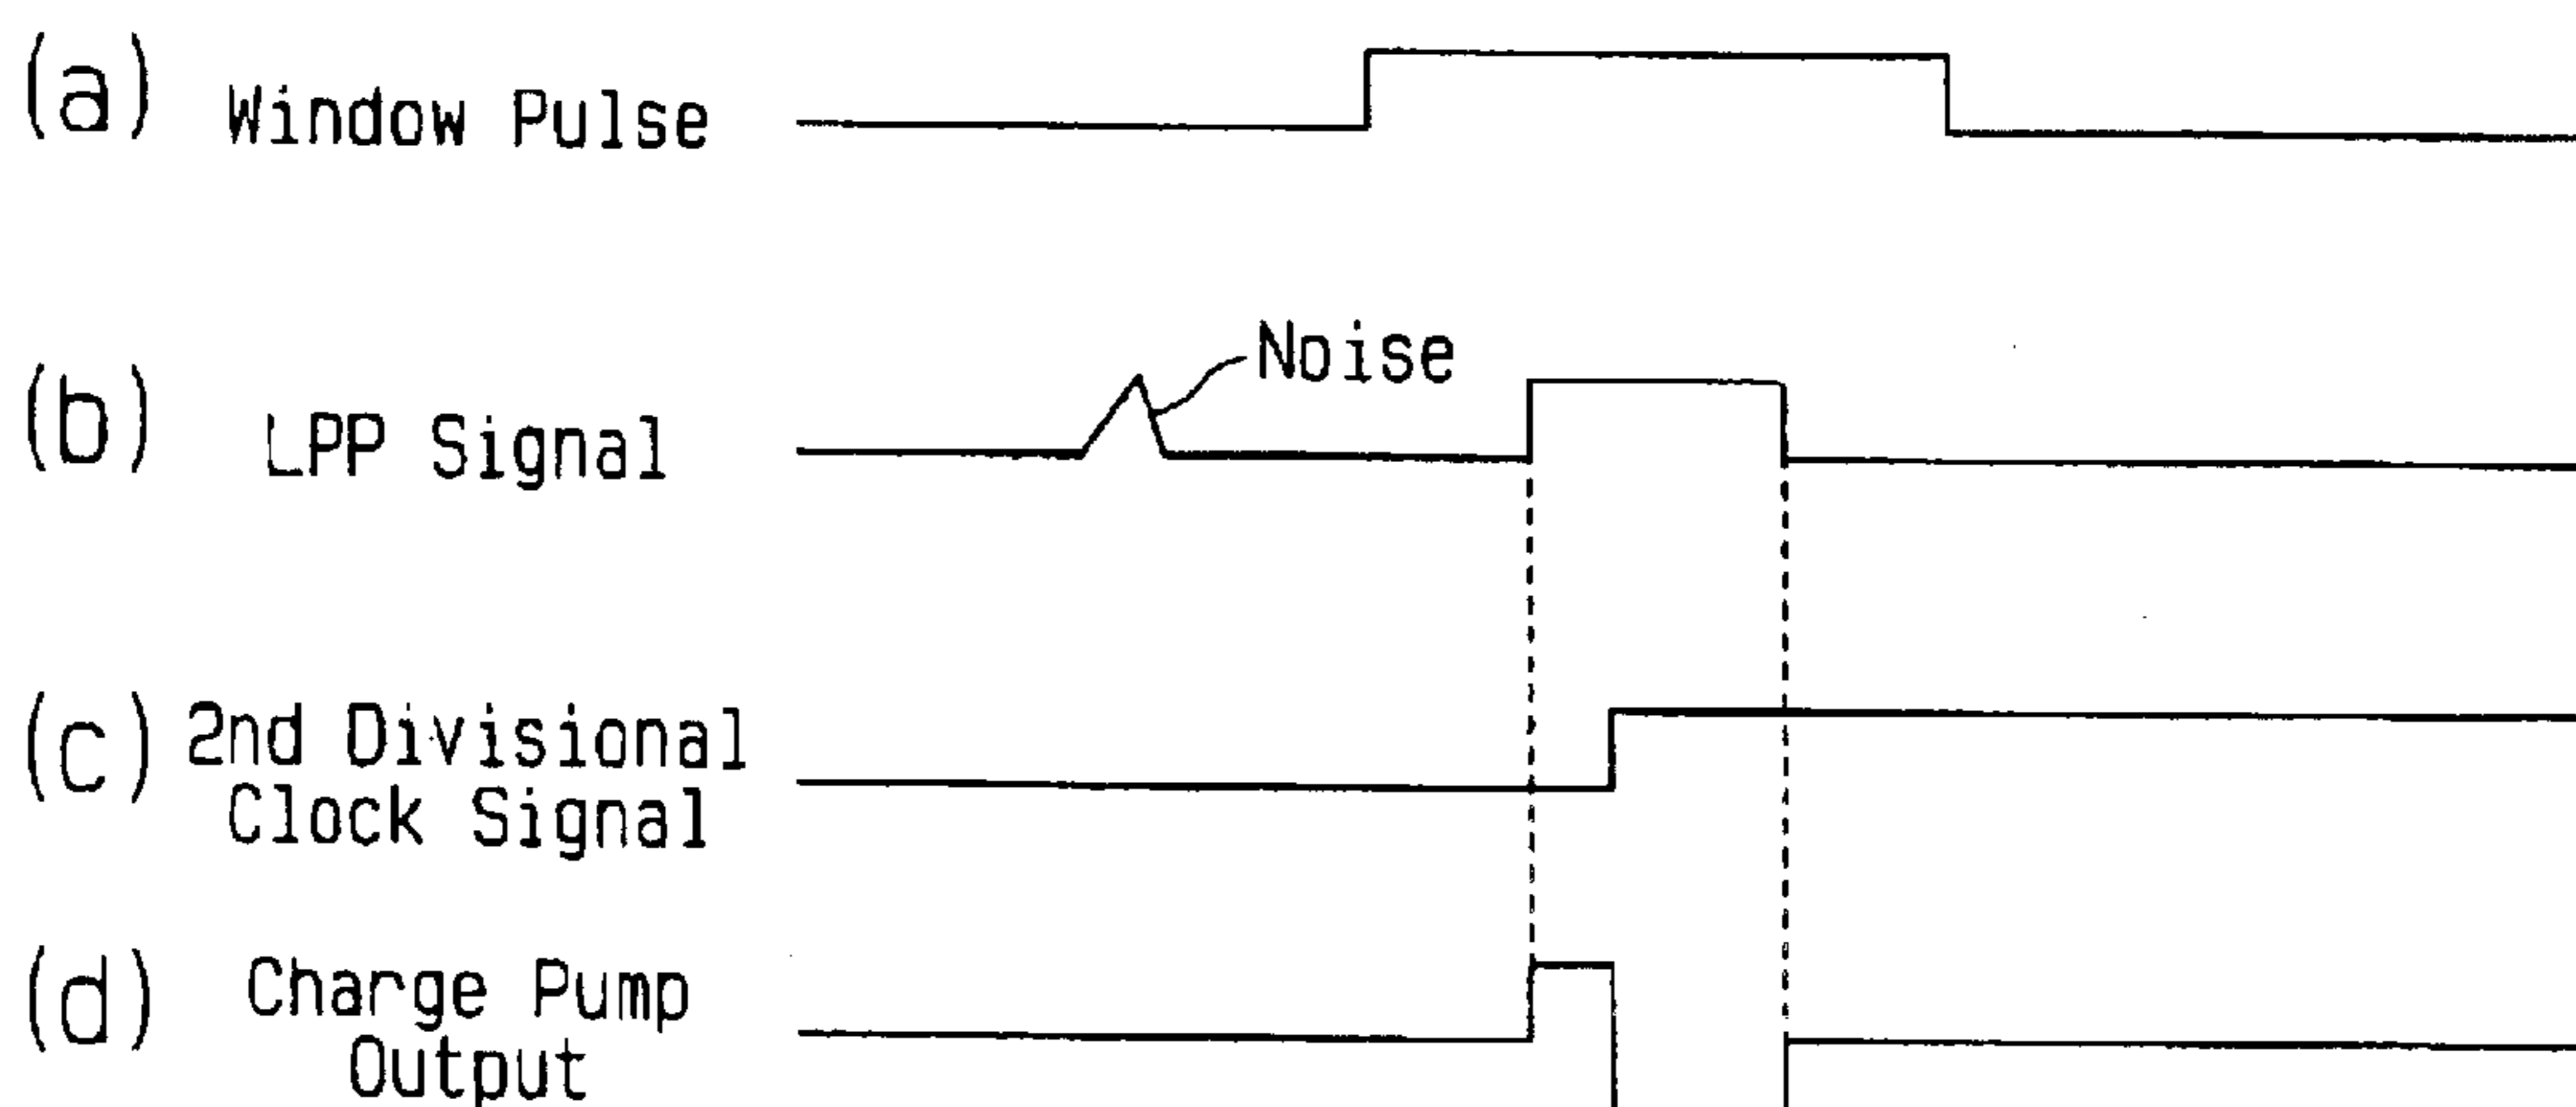 (a) Window Pulse
Noise
(b) LPP Signal
(c) 2nd Divisional
Clock Signal
(d) Charge Pump
Output